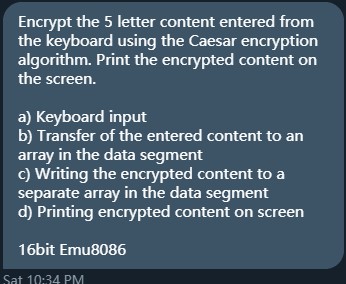 Encrypt the 5 letter content entered from
the keyboard using the Caesar encryption
algorithm. Print the encrypted content on
the screen.
a) Keyboard input
b) Transfer of the entered content to an
array in the data segment
c) Writing the encrypted content to a
separate array in the data segment
d) Printing encrypted content on screen
16bit Emu8086
Sat 10:34 PM